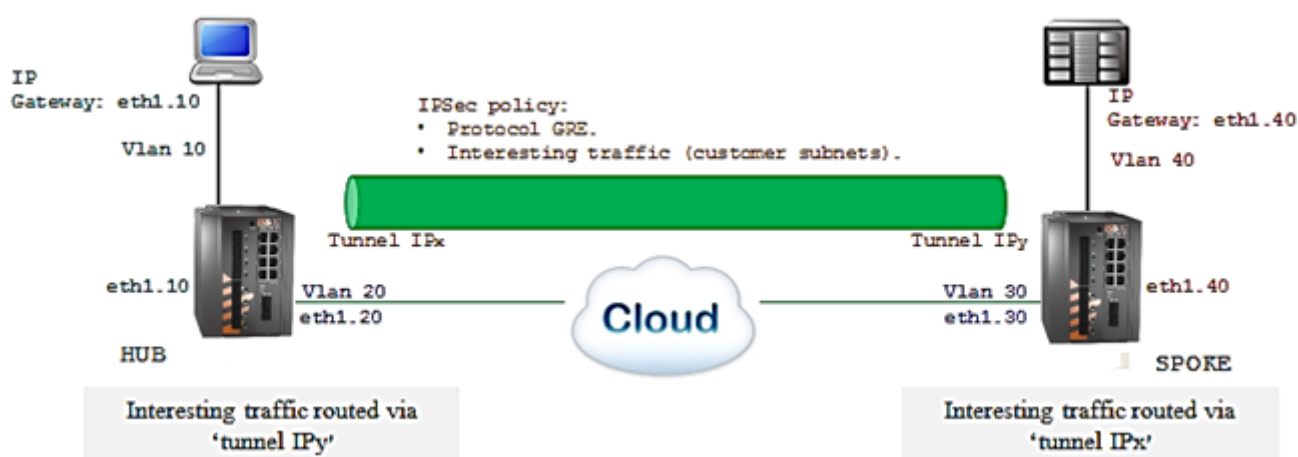 IP
Gateway: eth1.10
Vlan 10
IPSec policy:
• Protocol GRE.
• Interesting traffic (customer subnets).
IP
Gateway: eth1.40
Vlan 40
Tunnel IPx
Tunnel IPy
eth1.10
Vlan 20
eth1.20
Cloud
Vlan 30
eth1.30
eth1.40
HUB
SPOKE
Interesting traffic routed via
‘tunnel IPy’
Interesting traffic routed via
‘tunnel IPx’